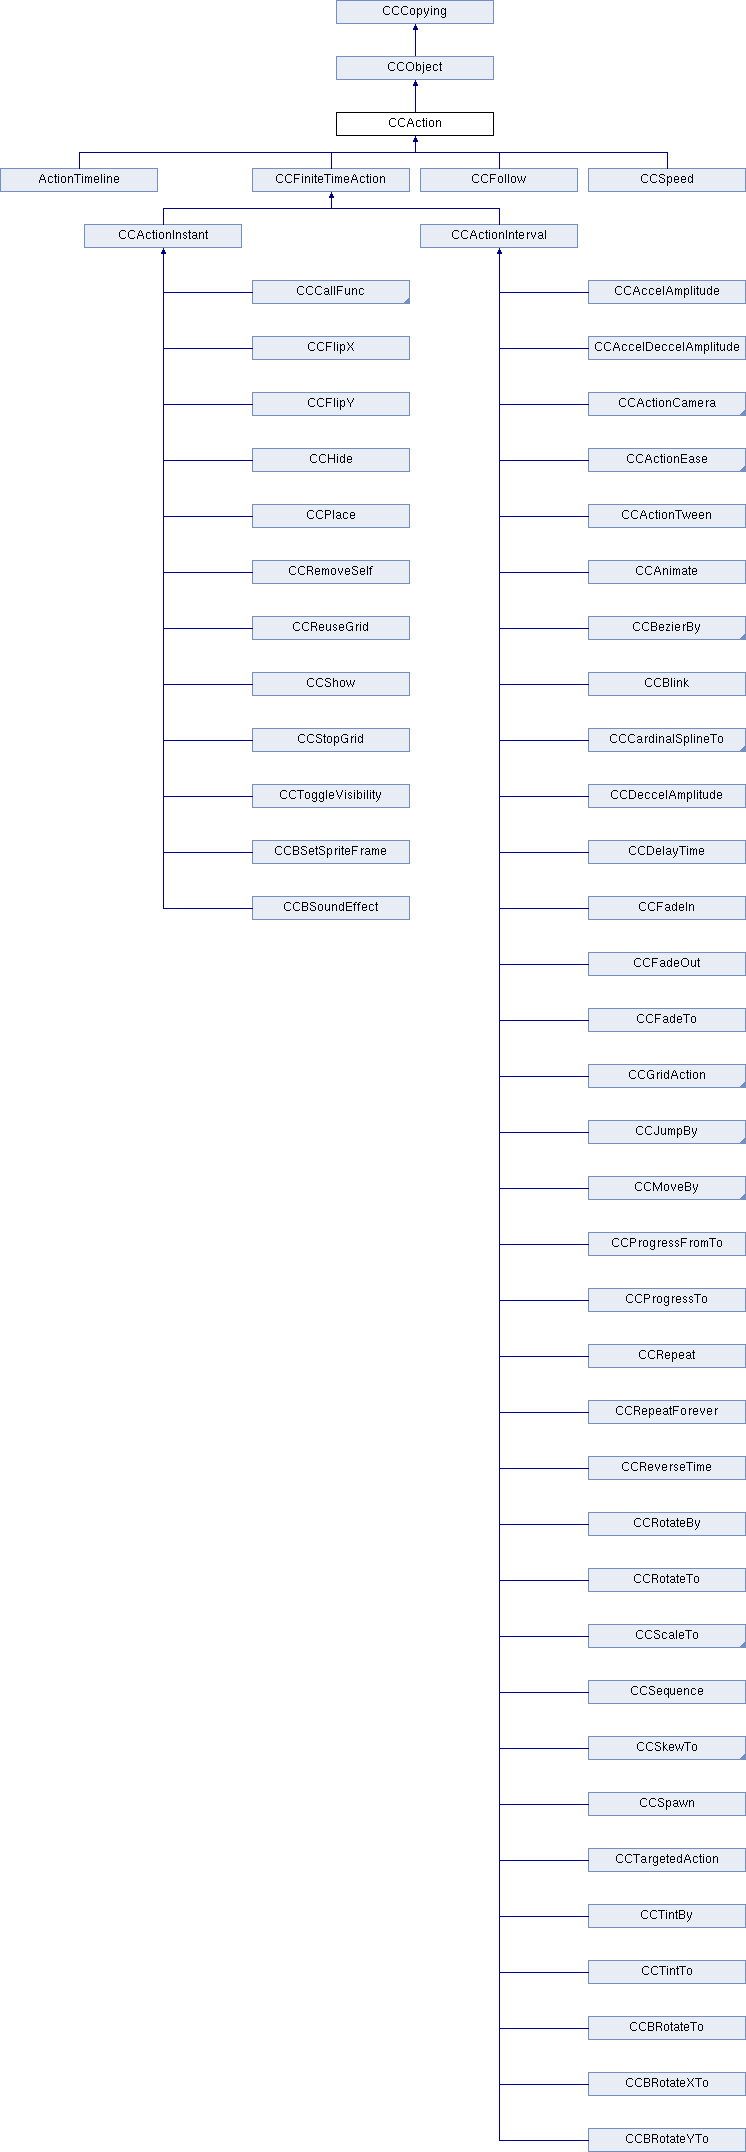 CCCopying
CCObject
CCAction
ActionTimeline
CCFiniteTimeAction
CCFollow
CCSpeed
CCActionInstant
CCActionInterval
CCCallFunc
CCAccelAmplitude
CCFlipX
CCAccelDeccelAmplitude
CCFlipY
CCActionCamera
CCHide
CCActionEase
CCPlace
CCActionTween
CCRemoveSelf
CCAnimate
CCReuseGrid
CCBezierBy
CCShow
CCBlink
CCStopGrid
CCCardinalSplineTo
CCToggleVisibility
CCDeccelAmplitude
CCBSetSpriteFrame
CCDelayTime
CCBSoundEffect
CCFadeIn
CCFadeOut
CCFadeTo
CCGridAction
CCJumpBy
CCMoveBy
CCProgressFromTo
CCProgressTo
CCRepeat
CCRepeatForever
CCReverseTime
CCRotateBy
CCRotateTo
CCScaleTo
CCSequence
CCSkewTo
CCSpawn
CCTargetedAction
CCTintBy
CCTintTo
CCBRotateTo
CCBRotateXTo
CCBRotateYTo